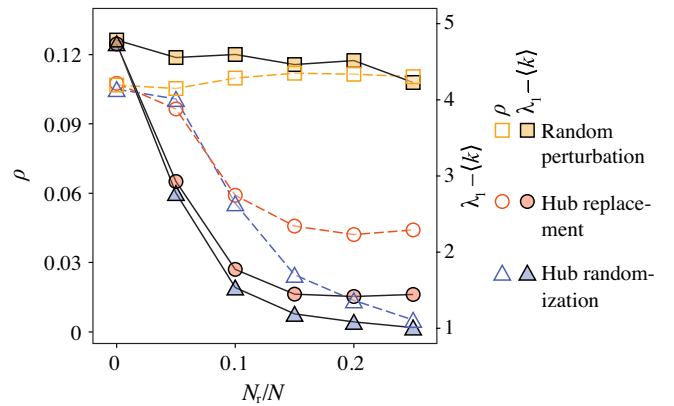 0.12
0.09
0.06
0.03
0
ρ
0
0.1
0.2
N_r/N
5
4
3
2
1
λ₁–⟨k⟩
ρ
λ₁–⟨k⟩
Random
perturbation
Hub replace-
ment
Hub random-
ization